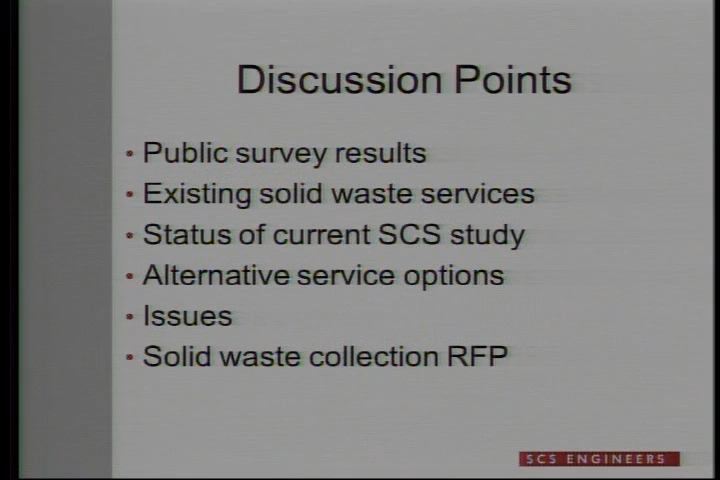 Discussion Points
• Public survey results
• Existing solid waste services
• Status of current SCS study
• Alternative service options
• Issues
• Solid waste collection RFP
SCS ENGINEERS